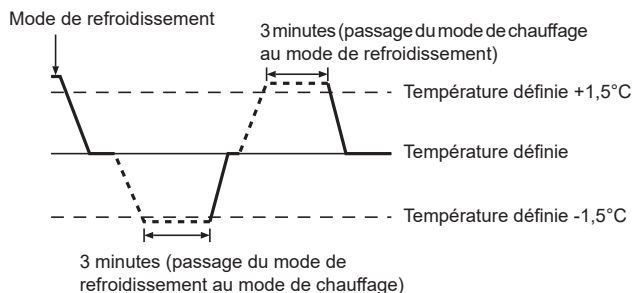 Mode de refroidissement
3 minutes (passage du mode de chauffage
au mode de refroidissement)
Température définie +1,5°C
Température définie
Température définie -1,5°C
3 minutes (passage du mode de
refroidissement au mode de chauffage)